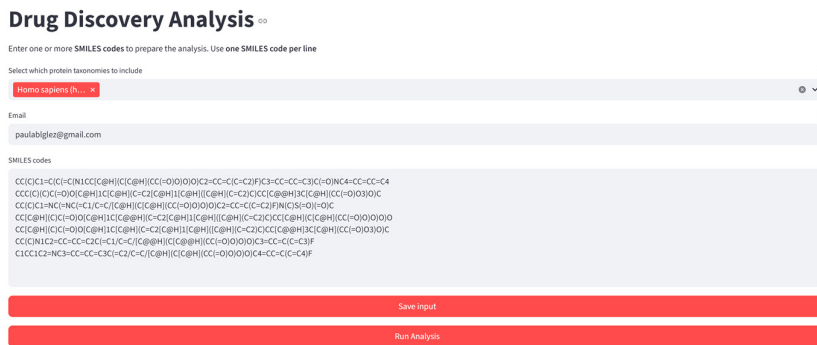 Drug Discovery Analysis
Enter one or more SMILES codes to prepare the analysis. Use one SMILES code per line
Select which protein taxonomies to include
Homo sapiens (h... ×
Email
paulablglez@gmail.com
SMILES codes
CC(C)C1=C(C(=C(N1CC[C@H](C[C@H](CC(=O)O)O)O)C2=CC=C(C=C2)F)C3=CC=CC=C3)C(=O)NC4=CC=CC=C4
CCC(C)(C)C(=O)O[C@H]1C[C@H](C=C2[C@H]1[C@H]([C@H](C=C2)C)CC[C@@H]3C[C@H](CC(=O)O3)O)C
CC(C)C1=NC(=NC(=C1/C=C/[C@H](C[C@H](CC(=O)O)O)O)C2=CC=C(C=C2)F)N(C)S(=O)(=O)C
CC[C@H](C)C(=O)O[C@H]1C[C@@H](C=C2[C@H]1[C@H]([C@H](C=C2)C)CC[C@H](C[C@H](CC(=O)O)O)O)O
CC[C@H](C)C(=O)O[C@H]1C[C@H](C=C2[C@H]1[C@H]([C@H](C=C2)C)CC[C@@H]3C[C@H](CC(=O)O3)O)C
CC(C)N1C2=CC=CC=C2C(=C1/C=C/[C@@H](C[C@@H](CC(=O)O)O)O)C3=CC=C(C=C3)F
C1CC1C2=NC3=CC=CC=C3C(=C2/C=C/[C@H](C[C@H](CC(=O)O)O)O)C4=CC=C(C=C4)F
Save input
Run Analysis